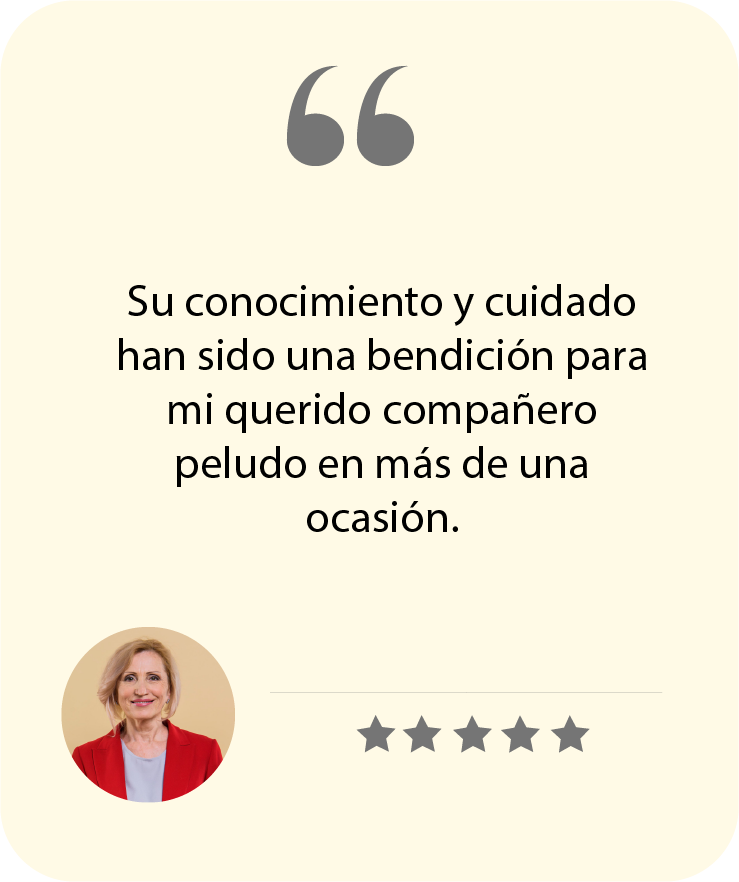 “
Su conocimiento y cuidado
han sido una bendición para
mi querido compañero
peludo en más de una
ocasión.